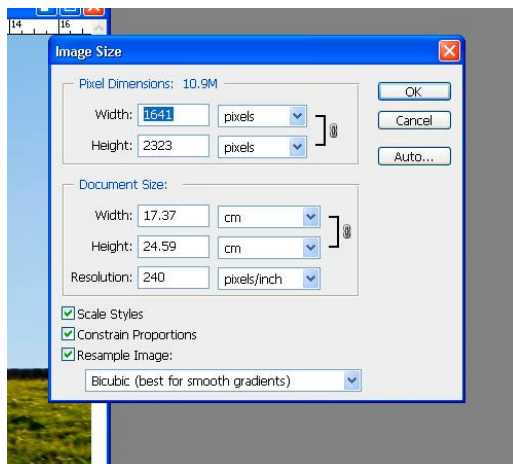 14 16
Image Size
Pixel Dimensions: 10.9M
Width: 1641 pixels
Height: 2323 pixels
Document Size:
Width: 17.37 cm
Height: 24.59 cm
Resolution: 240 pixels/inch
Scale Styles
Constrain Proportions
Resample Image:
Bicubic (best for smooth gradients)
OK
Cancel
Auto...